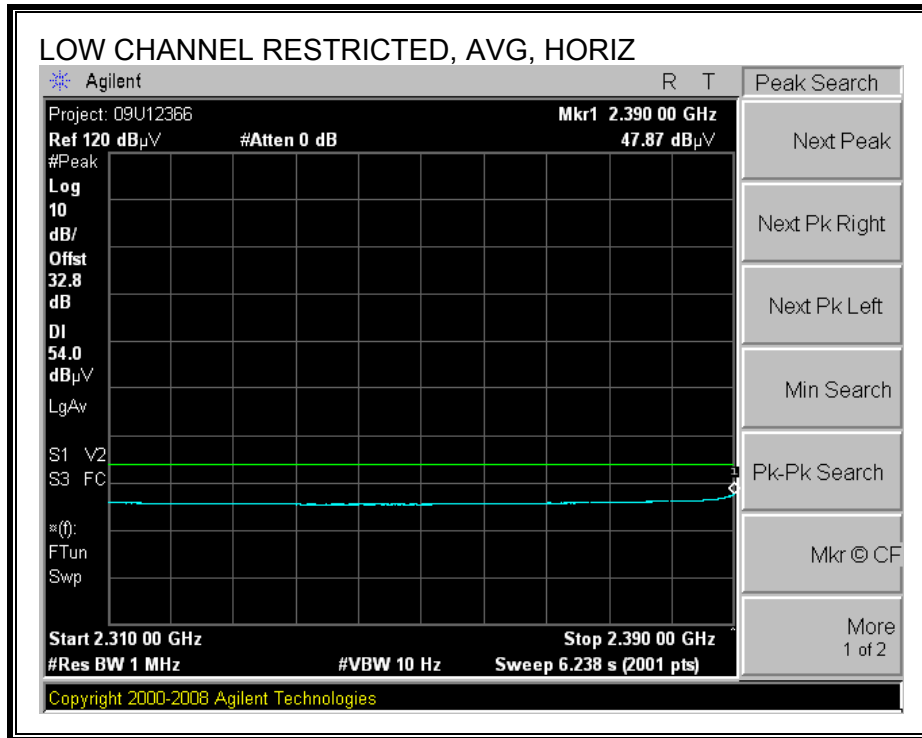 LOW CHANNEL RESTRICTED, AVG, HORIZ
Agilent R T
Peak Search
Project: 09U12366 Mkr1 2.390 00 GHz
Ref 120 dBµV #Atten 0 dB 47.87 dBµV
#Peak
Log
10
dB/
Offst
32.8
dB
DI
54.0
dBµV
LgAv
S1 V2
S3 FC
¤(f):
FTun
Swp
1
Start 2.310 00 GHz Stop 2.390 00 GHz ^
#Res BW 1 MHz #VBW 10 Hz Sweep 6.238 s (2001 pts)
Copyright 2000-2008 Agilent Technologies
Next Peak
Next Pk Right
Next Pk Left
Min Search
Pk-Pk Search
Mkr © CF
More
1 of 2